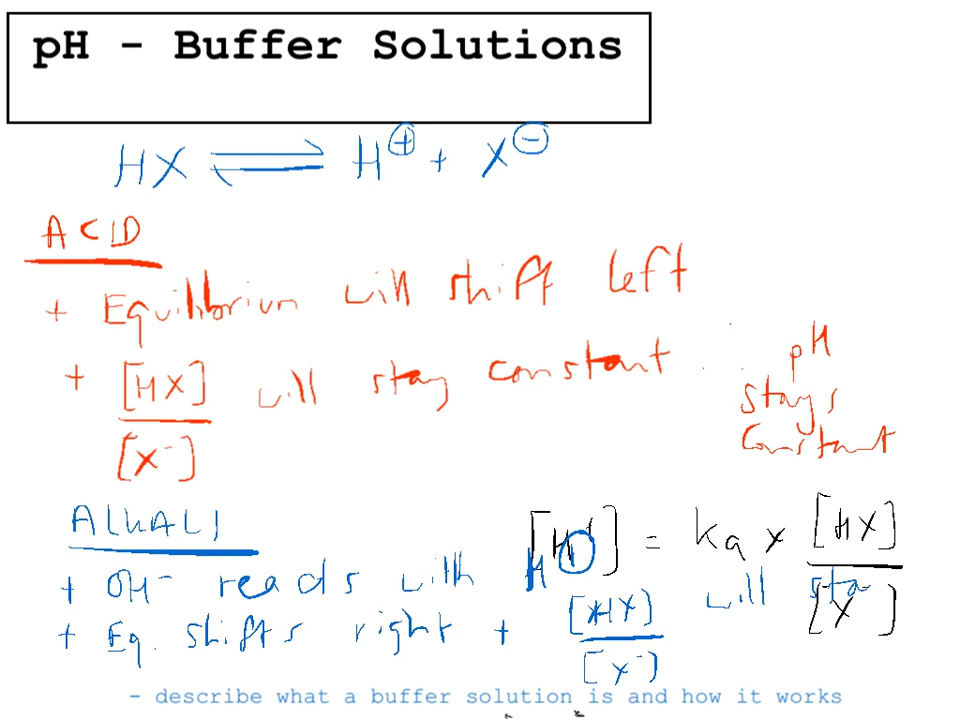 pH - Buffer Solutions
HX ⇌ H⊕ + X⊖
ACID
+ Equilibrium will shift left
+ [HX]/[X⁻] will stay constant
pH
stays
constant
ALKALI
[H⁺] = ka × [HX]/[X⁻]
+ OH⁻ reacts with H⊕
+ Eq. shifts right + [HX]/[X⁻] will sta
- describe what a buffer solution is and how it works